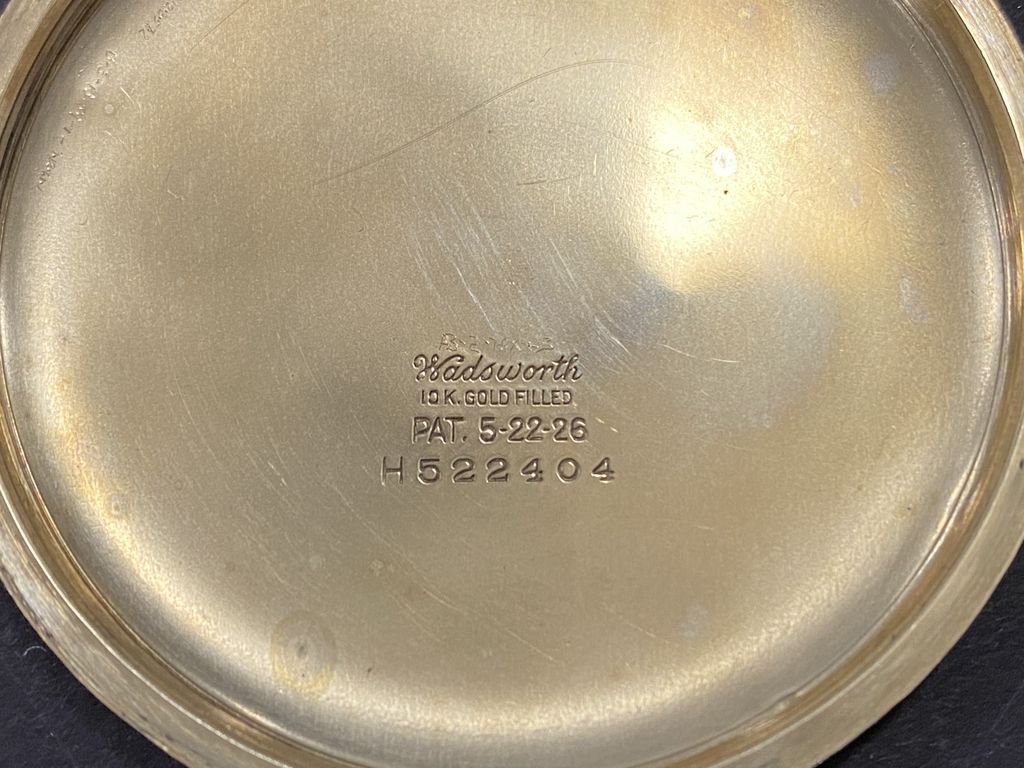 Wadsworth
10 K. GOLD FILLED
PAT. 5-22-26
H522404